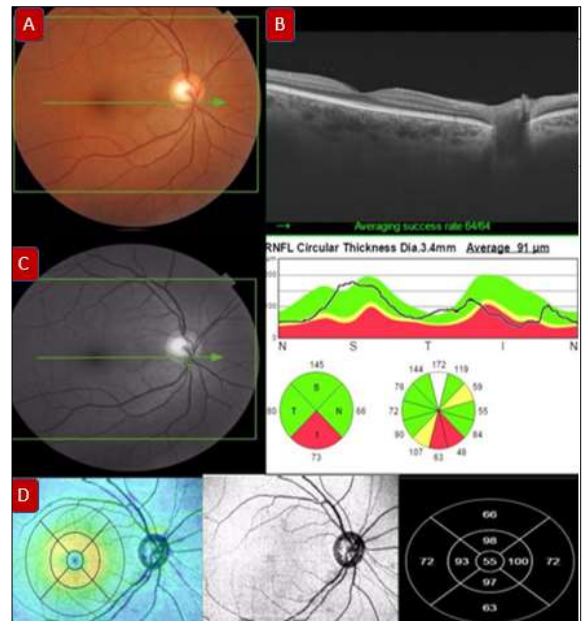 A
B
Averaging success rate 64/64
C
RNFL Circular Thickness Dia.3.4mm Average 91 µm
N S T I N
145
S
80 T N 66
I
73
172
144 119
76 59
72 55
90 84
107 48
63
D
66
98
72 93 55 100 72
97
63